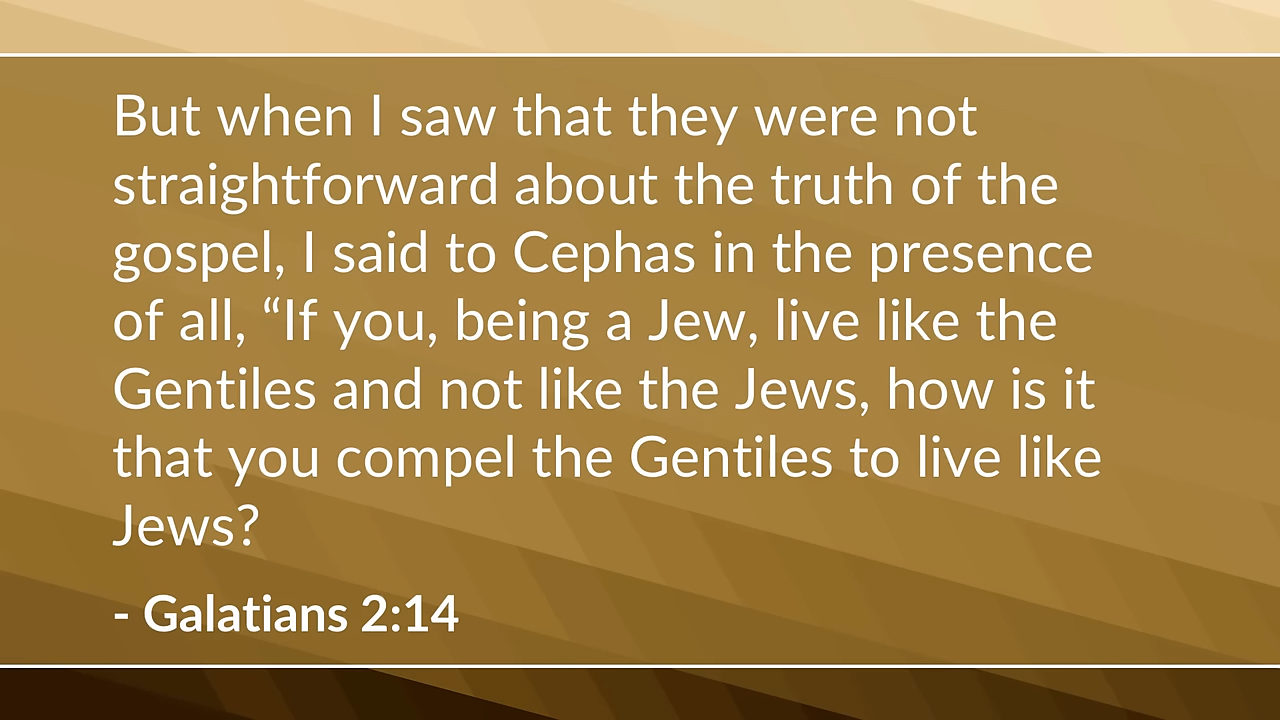 But when I saw that they were not
straightforward about the truth of the
gospel, I said to Cephas in the presence
of all, “If you, being a Jew, live like the
Gentiles and not like the Jews, how is it
that you compel the Gentiles to live like
Jews?
- Galatians 2:14